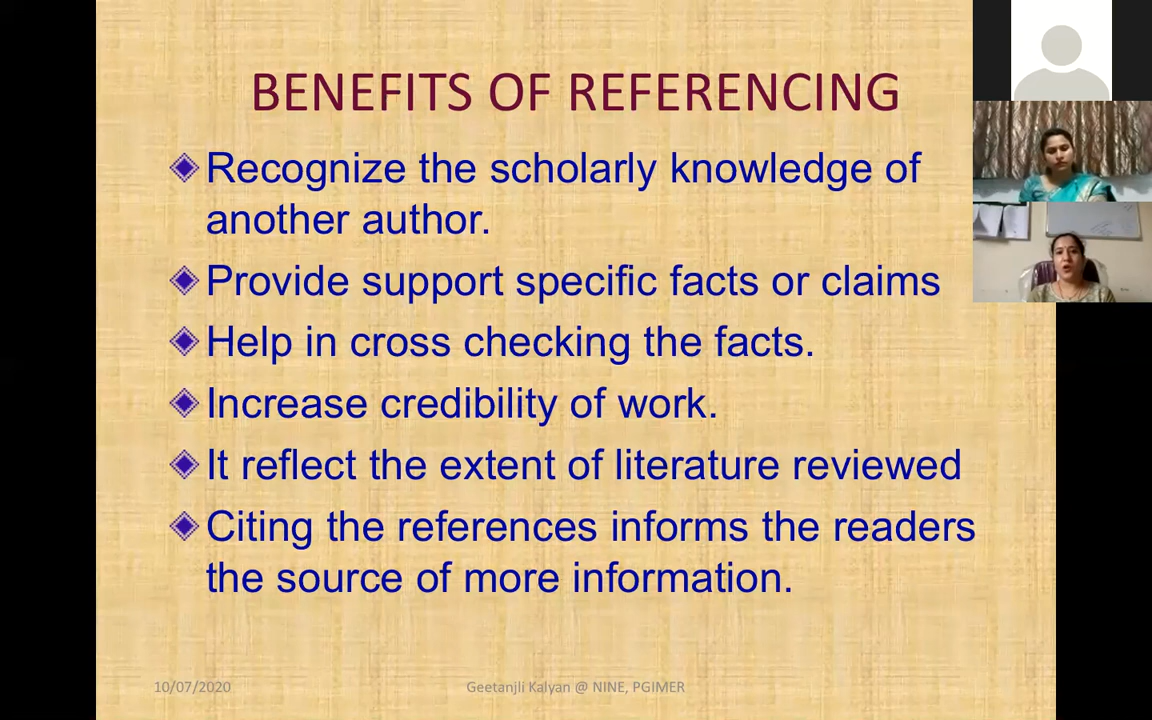 BENEFITS OF REFERENCING
Recognize the scholarly knowledge of
another author.
Provide support specific facts or claims
Help in cross checking the facts.
Increase credibility of work.
It reflect the extent of literature reviewed
Citing the references informs the readers
the source of more information.
10/07/2020
Geetanjli Kalyan @ NINE, PGIMER